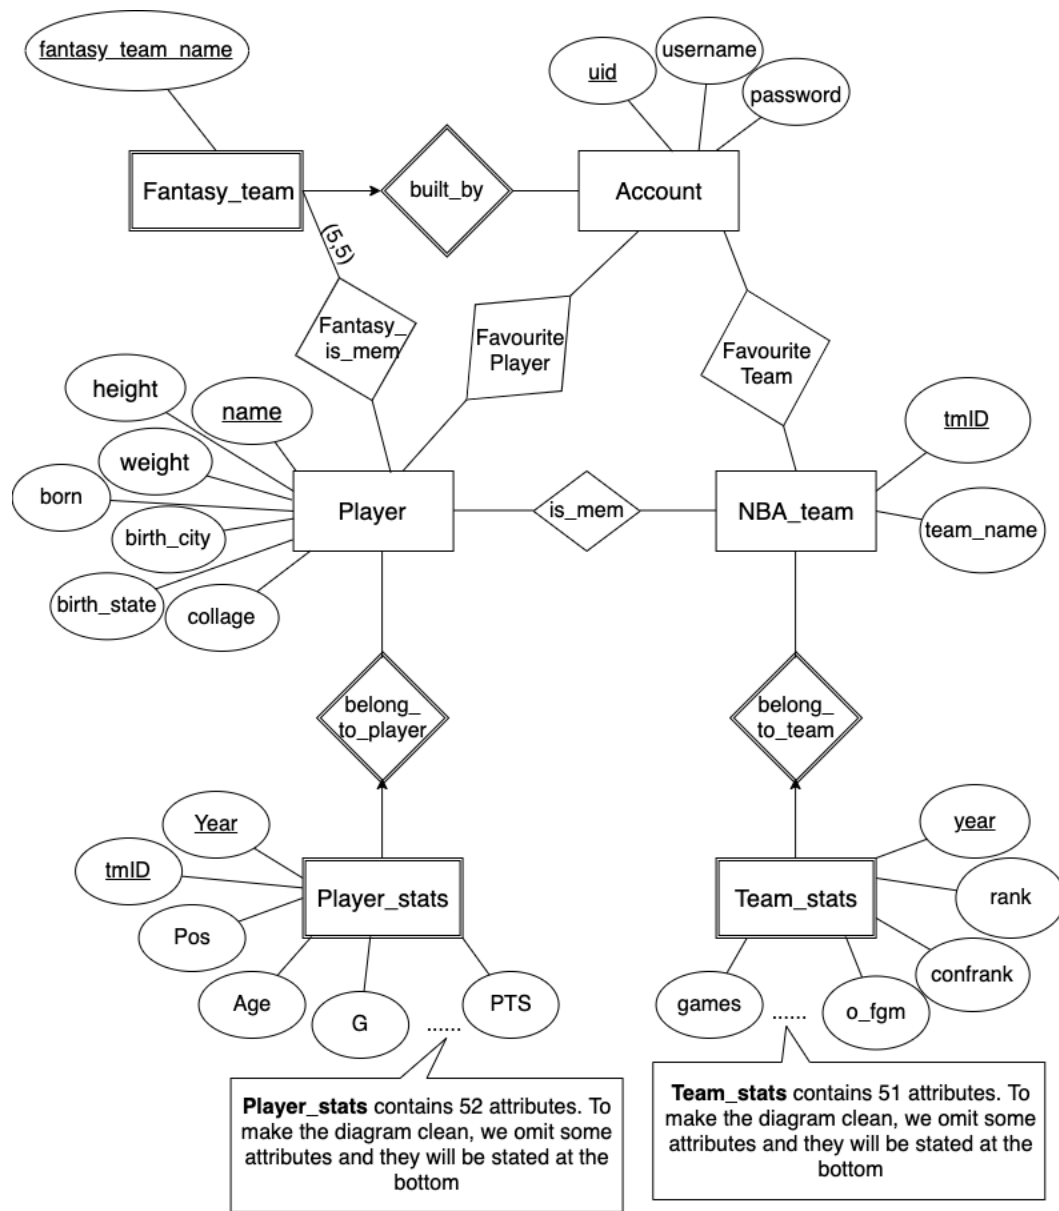 fantasy_team_name
uid
username
password
Fantasy_team
built_by
Account
(5,5)
Fantasy_
is_mem
Favourite
Player
Favourite
Team
height
name
weight
born
birth_city
birth_state
collage
Player
is_mem
NBA_team
tmID
team_name
belong_
to_player
belong_
to_team
Year
tmID
Pos
Age
G
......
PTS
Player_stats
Team_stats
year
rank
confrank
games
......
o_fgm
Player_stats contains 52 attributes. To
make the diagram clean, we omit some
attributes and they will be stated at the
bottom
Team_stats contains 51 attributes. To
make the diagram clean, we omit some
attributes and they will be stated at the
bottom